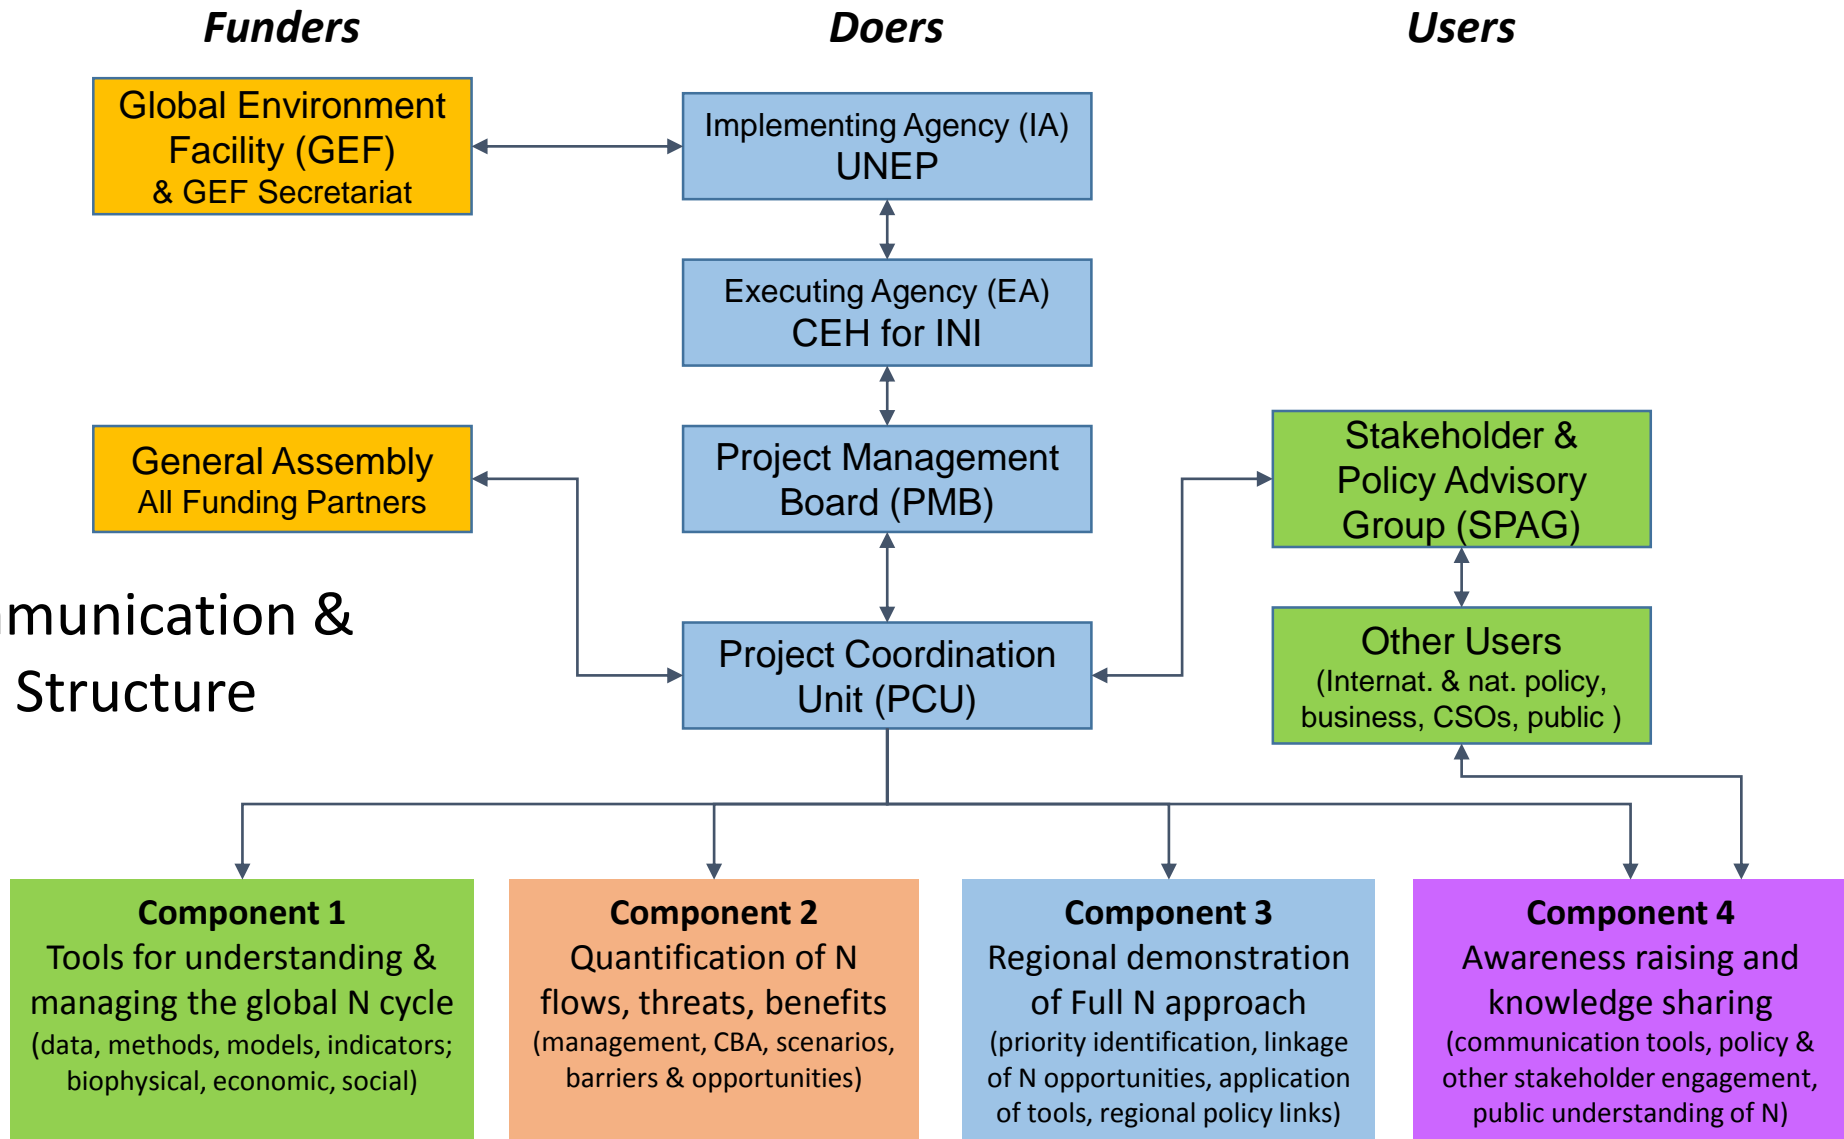 Funders
Doers
Users
Global Environment
Facility (GEF)
& GEF Secretariat
Implementing Agency (IA)
UNEP
Executing Agency (EA)
CEH for INI
General Assembly
All Funding Partners
Project Management
Board (PMB)
Stakeholder &
Policy Advisory
Group (SPAG)
munication &
Structure
Project Coordination
Unit (PCU)
Other Users
(Internat. & nat. policy,
business, CSOs, public )
Component 1
Tools for understanding &
managing the global N cycle
(data, methods, models, indicators;
biophysical, economic, social)
Component 2
Quantification of N
flows, threats, benefits
(management, CBA, scenarios,
barriers & opportunities)
Component 3
Regional demonstration
of Full N approach
(priority identification, linkage
of N opportunities, application
of tools, regional policy links)
Component 4
Awareness raising and
knowledge sharing
(communication tools, policy &
other stakeholder engagement,
public understanding of N)